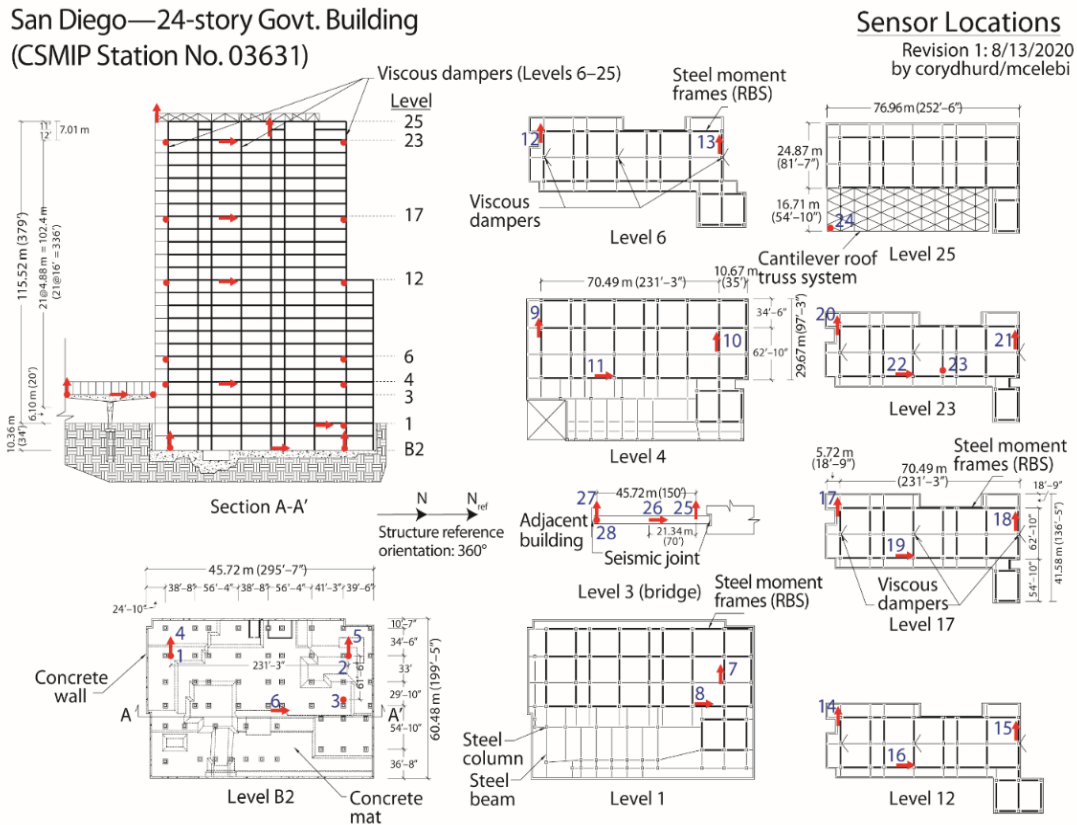 San Diego—24-story Govt. Building
(CSMIP Station No. 03631)
Sensor Locations
Revision 1: 8/13/2020
by corydhurd/mcelebi
Viscous dampers (Levels 6–25)
Level
25
23
17
12
6
4
3
1
B2
11'
12'
7.01 m
115.52 m (379')
21@4.88 m = 102.4 m
(21@16' = 336')
6.10 m (20')
10.36 m
(34')
Section A-A'
N
N ref
Structure reference
orientation: 360°
Steel moment
frames (RBS)
12
13
Viscous
dampers
Level 6
76.96 m (252'–6")
24.87 m
(81'–7")
16.71 m
(54'–10")
24
Level 25
Cantilever roof
truss system
70.49 m (231'–3")
10.67 m
(35')
9
10
11
34'–6"
62'–10"
29.67 m (97'–3")
Level 4
20
21
22
23
Level 23
45.72 m (150')
27
26
25
28
21.34 m
(70')
Adjacent
building
Seismic joint
Level 3 (bridge)
Steel moment
frames (RBS)
5.72 m
(18'–9")
70.49 m
(231'–3")
18'–9"
17
18
19
62'–10"
54'–10"
41.58 m (136'–5")
Viscous
dampers
Level 17
45.72 m (295'–7")
38'–8"
56'–4"
38'–8"
56'–4"
41'–3"
39'–6"
24'–10"
4
1
5
2
3
6
231'–3"
61'–6"
10'–7"
34'–6"
33'
29'–10"
54'–10"
36'–8"
60.48 m (199'–5")
Concrete
wall
A
A'
Level B2
Concrete
mat
Steel moment
frames (RBS)
7
8
Steel
column
Steel
beam
Level 1
14
15
16
Level 12